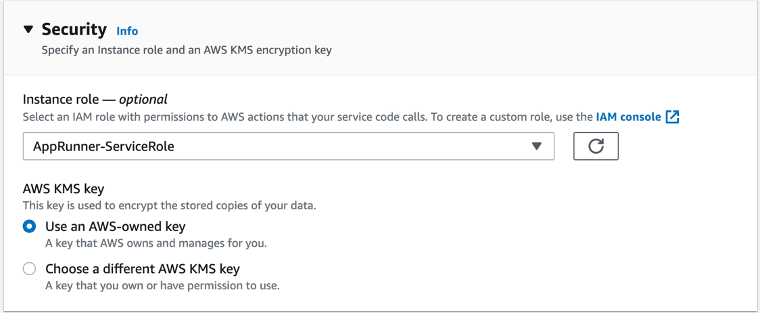 Security Info
Specify an Instance role and an AWS KMS encryption key
Instance role — optional
Select an IAM role with permissions to AWS actions that your service code calls. To create a custom role, use the IAM console
AppRunner-ServiceRole
AWS KMS key
This key is used to encrypt the stored copies of your data.
Use an AWS-owned key
A key that AWS owns and manages for you.
Choose a different AWS KMS key
A key that you own or have permission to use.